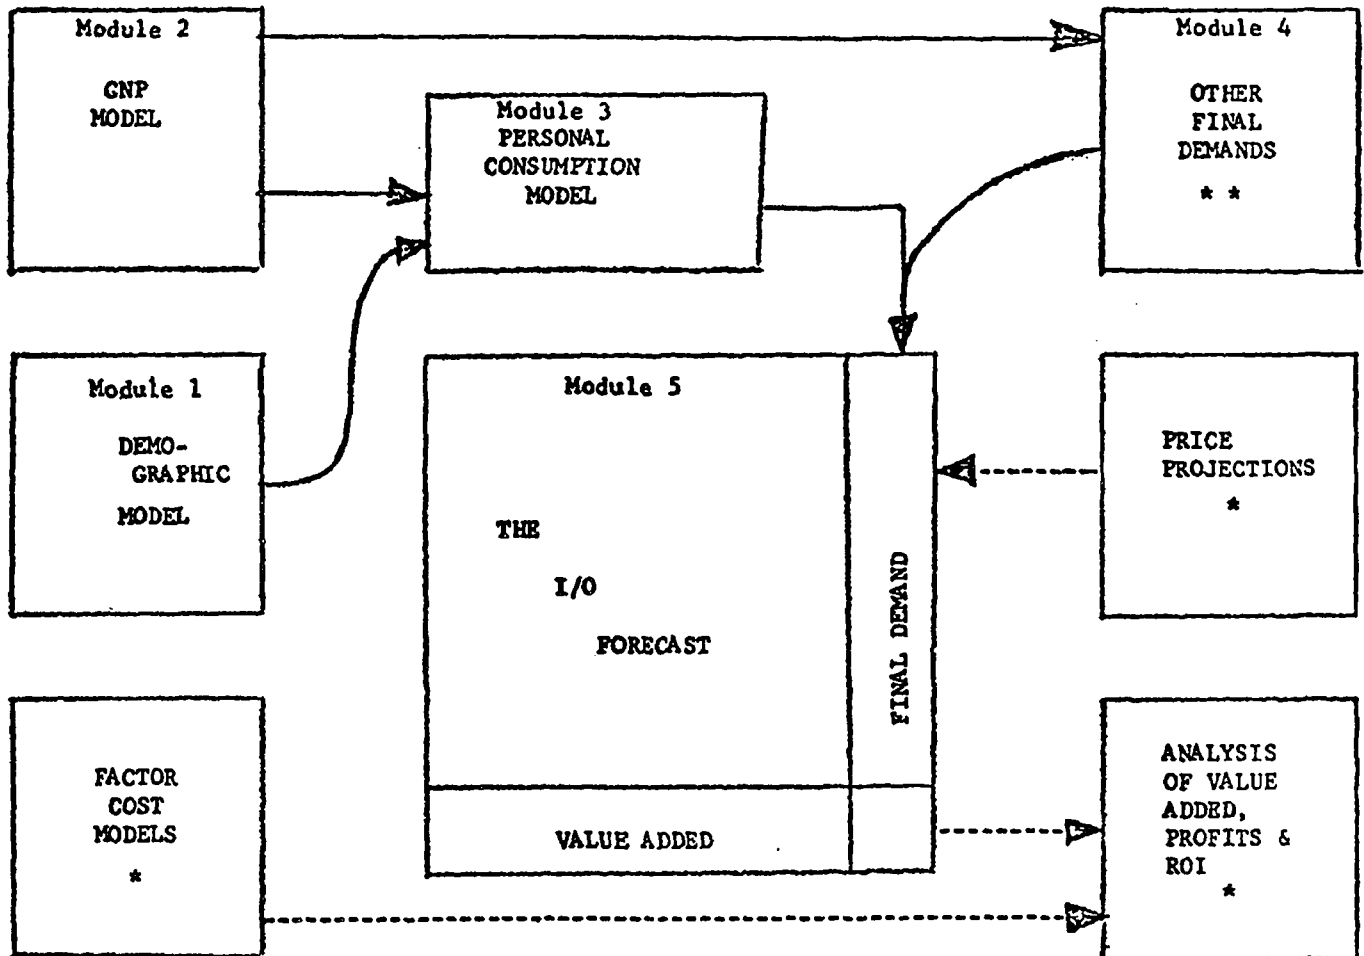 Module 2
GNP
MODEL
Module 3
PERSONAL
CONSUMPTION
MODEL
Module 4
OTHER
FINAL
DEMANDS
* *
Module 1
DEMO-
GRAPHIC
MODEL
Module 5
THE
I/O
FORECAST
FINAL DEMAND
VALUE ADDED
PRICE
PROJECTIONS
*
FACTOR
COST
MODELS
*
ANALYSIS
OF VALUE
ADDED,
PROFITS &
ROI
*